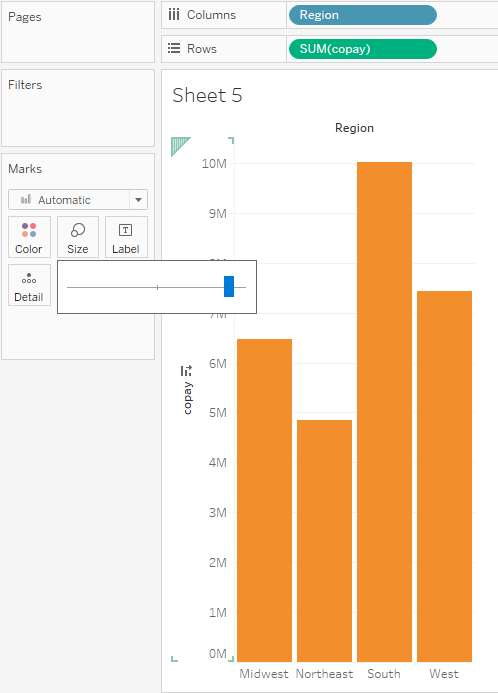 Pages
Columns
Region
Rows
SUM(copay)
Filters
Sheet 5
Marks
Automatic
Color
Size
Label
Detail
Region
copay
10M
9M
7M
6M
5M
4M
3M
2M
1M
0M
Midwest Northeast South West